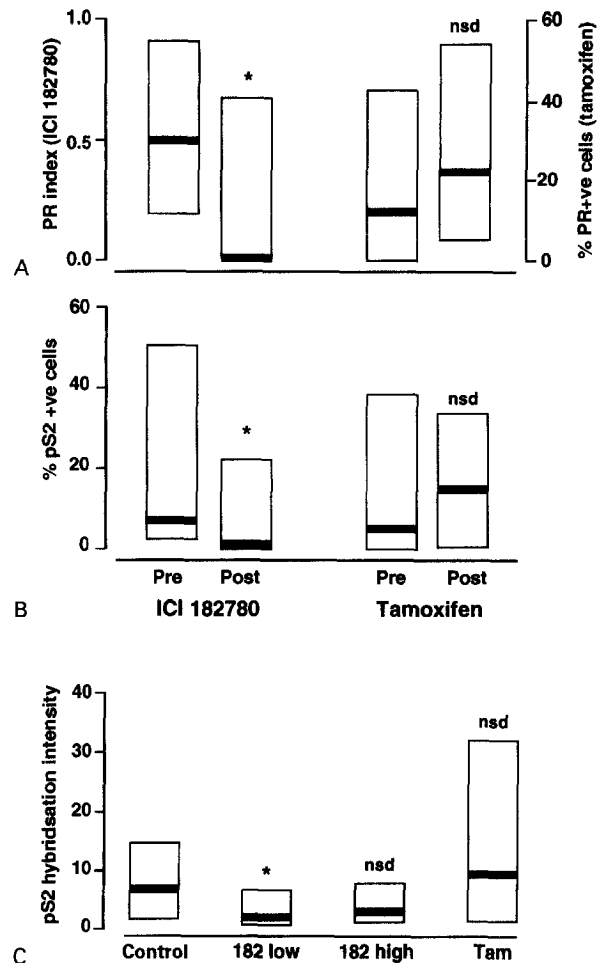 1.0
0.5
0.0
PR index (ICI 182780)
*
nsd
60
40
20
0
% PR+ve cells (tamoxifen)
A
60
40
20
0
% pS2 +ve cells
*
nsd
Pre Post Pre Post
ICI 182780 Tamoxifen
B
40
30
20
10
0
pS2 hybridsation intensity
*
nsd
nsd
Control 182 low 182 high Tam
C